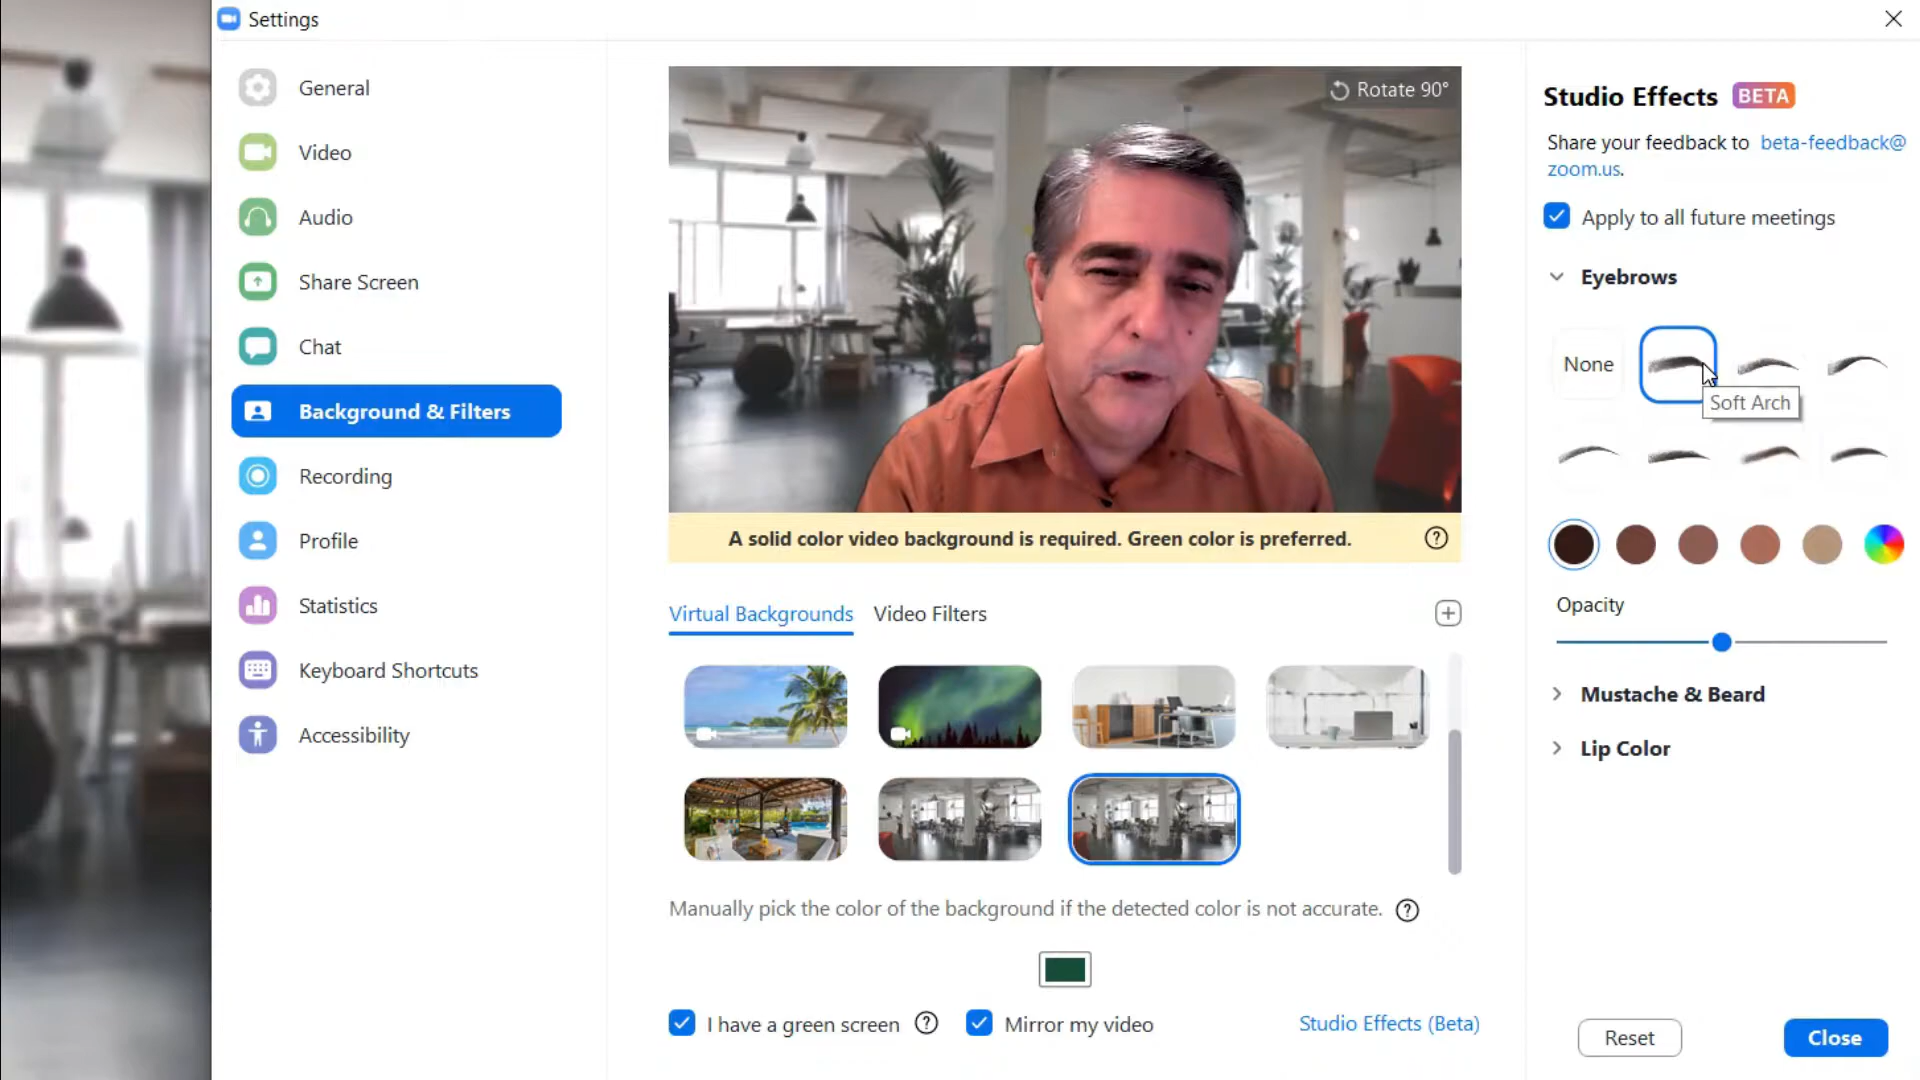 Settings
General
Video
Audio
Share Screen
Chat
Background & Filters
Recording
Profile
Statistics
Keyboard Shortcuts
Accessibility
Rotate 90°
A solid color video background is required. Green color is preferred.
Virtual Backgrounds
Video Filters
Manually pick the color of the background if the detected color is not accurate.
I have a green screen
Mirror my video
Studio Effects (Beta)
Studio Effects BETA
Share your feedback to beta-feedback@
zoom.us.
Apply to all future meetings
Eyebrows
None
Soft Arch
Opacity
Mustache & Beard
Lip Color
Reset
Close